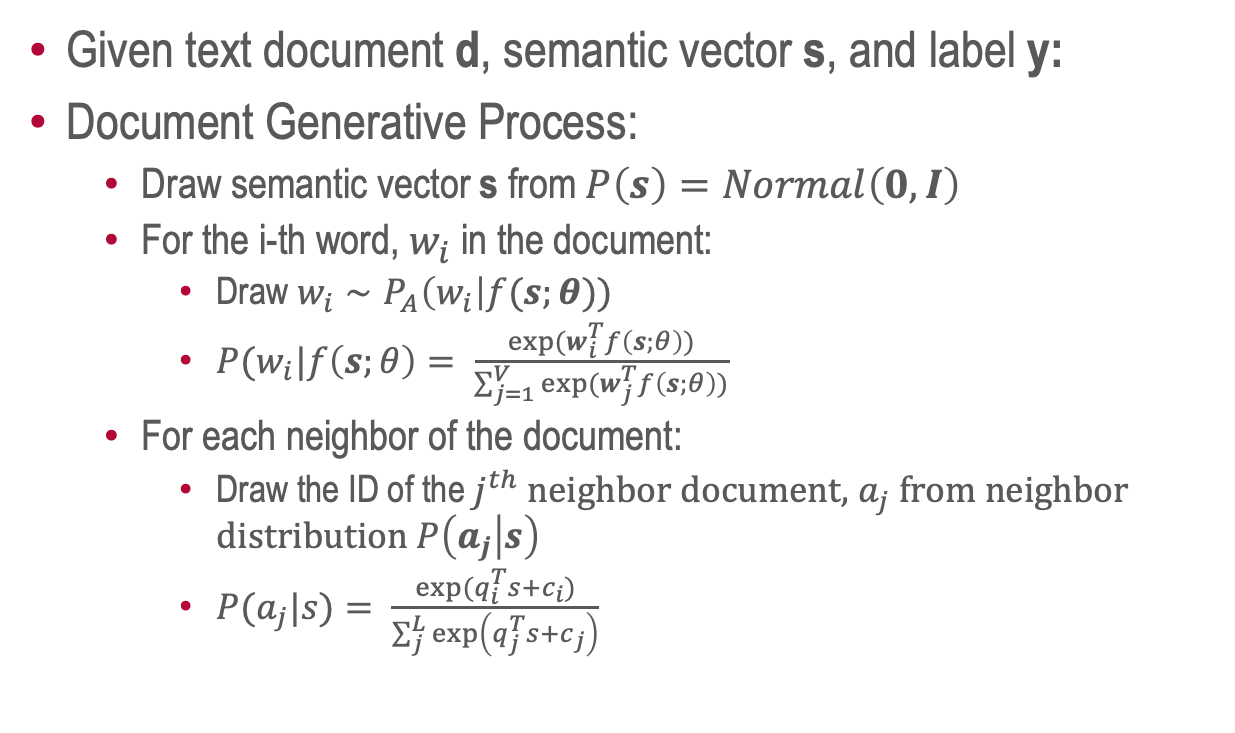 • Given text document d, semantic vector s, and label y:
• Document Generative Process:
• Draw semantic vector s from P(s) = Normal(0, I)
• For the i-th word, w_i in the document:
• Draw w_i ~ P_A(w_i|f(s; θ))
• P(w_i|f(s; θ) = exp(w_i^T f(s;θ)) / Σ_{j=1}^V exp(w_j^T f(s;θ))
• For each neighbor of the document:
• Draw the ID of the j^th neighbor document, a_j from neighbor
distribution P(a_j|s)
• P(a_j|s) = exp(q_i^T s+c_i) / Σ_j^L exp(q_j^T s+c_j)